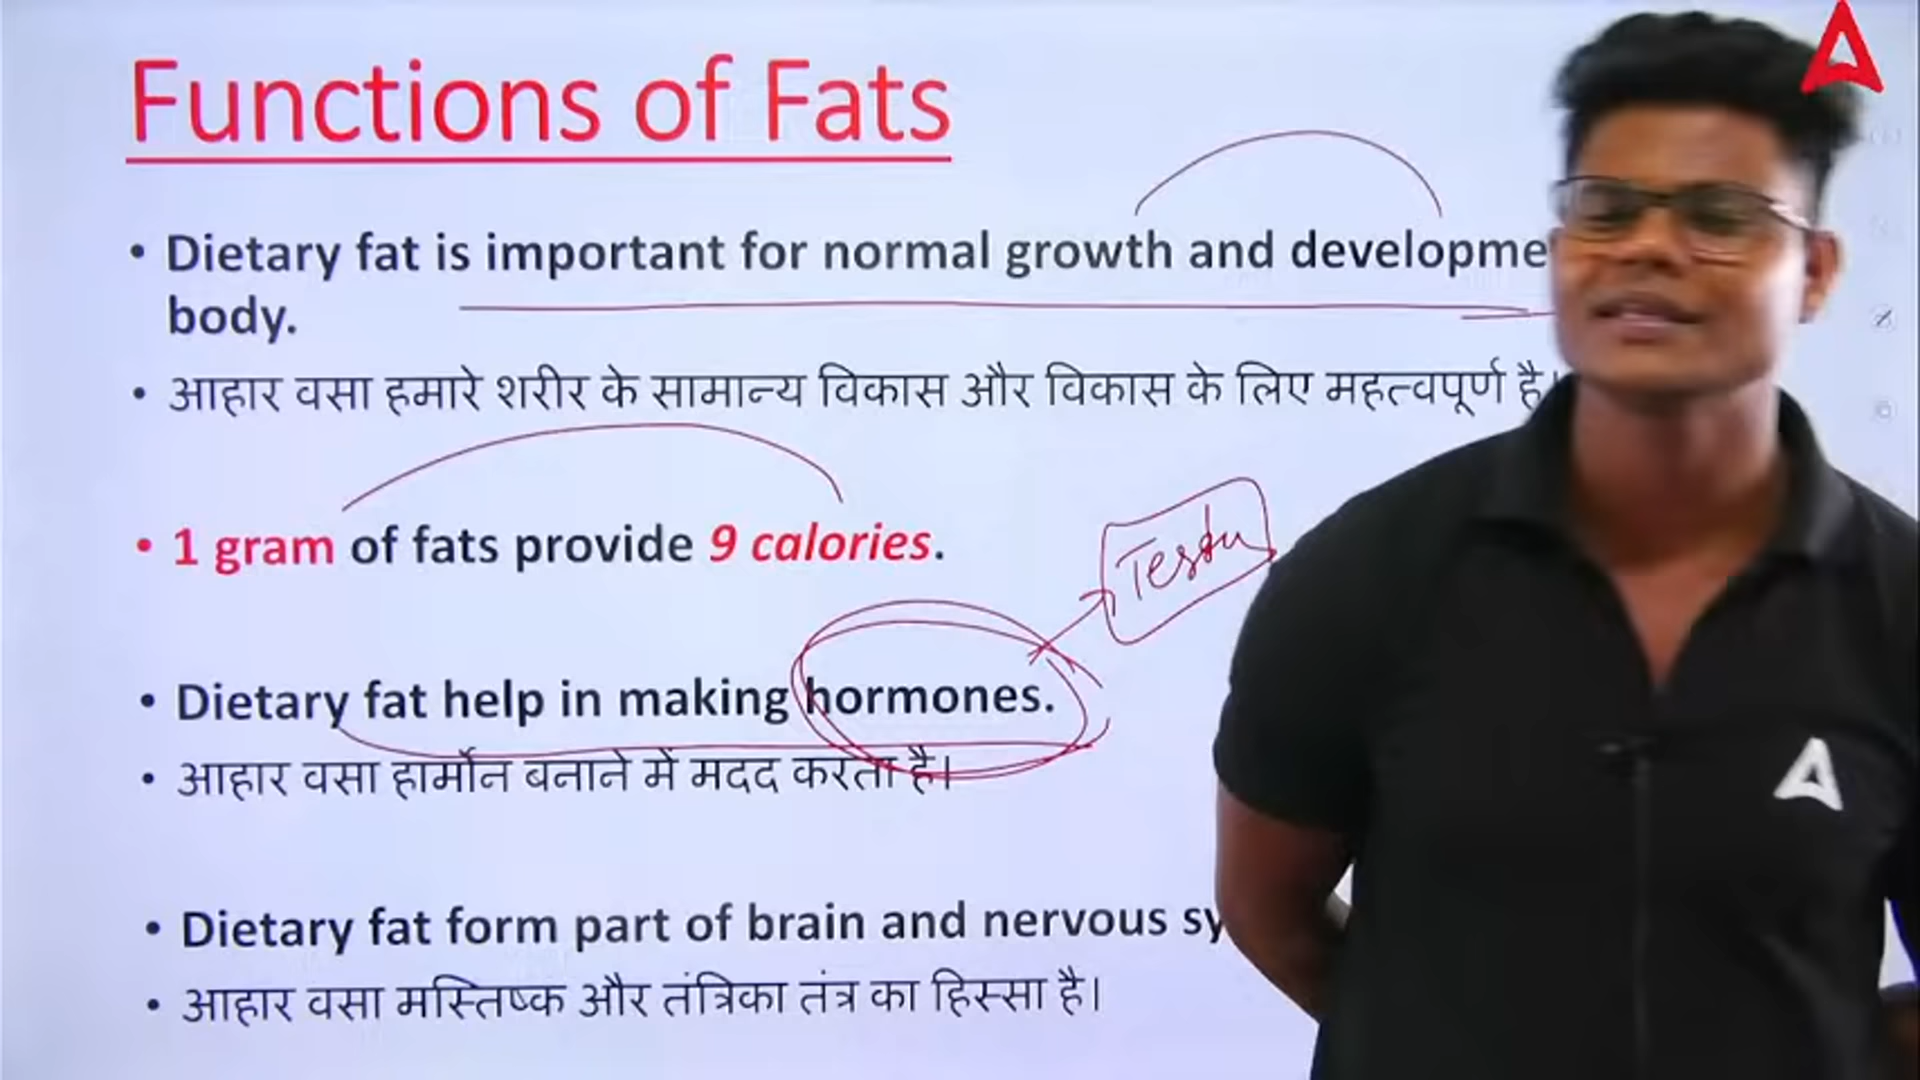 Functions of Fats
• Dietary fat is important for normal growth and developme
body.
• आहार वसा हमारे शरीर के सामान्य विकास और विकास के लिए महत्वपूर्ण है।
• 1 gram of fats provide 9 calories.
Testu
• Dietary fat help in making hormones.
• आहार वसा हार्मोन बनाने में मदद करता है।
• Dietary fat form part of brain and nervous sy
• आहार वसा मस्तिष्क और तंत्रिका तंत्र का हिस्सा है।